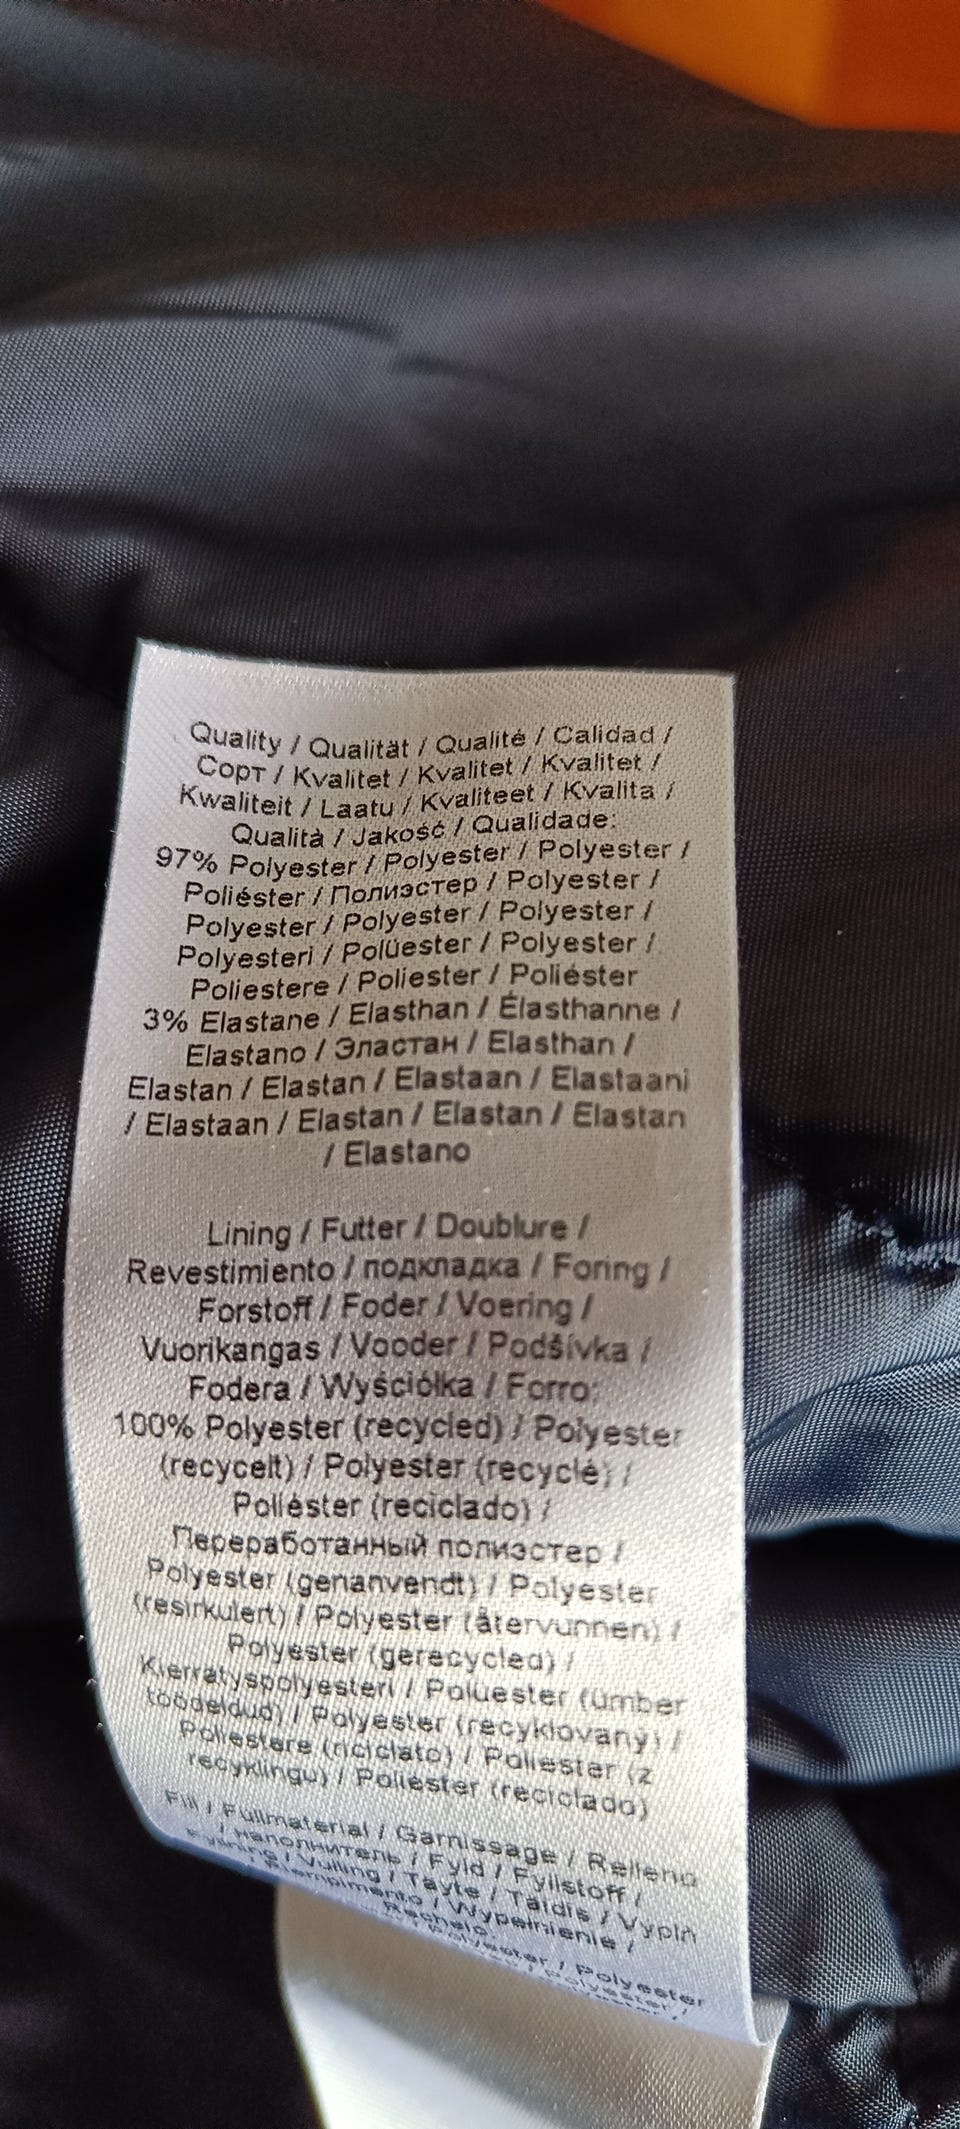 Quality / Qualität / Qualité / Calidad /
Сорт / Kvalitet / Kvalitet / Kvalitet /
Kwaliteit / Laatu / Kvaliteet / Kvalita /
Qualità / Jakość / Qualidade:
97% Polyester / Polyester / Polyester /
Poliéster / Полиэстер / Polyester /
Polyester / Polyester / Polyester /
Polyesteri / Polüester / Polyester /
Poliestere / Poliester / Poliéster
3% Elastane / Elasthan / Élasthanne /
Elastano / Эластан / Elasthan /
Elastan / Elastan / Elastaan / Elastaani
/ Elastaan / Elastan / Elastan / Elastan
/ Elastano
Lining / Futter / Doublure /
Revestimiento / подкладка / Foring /
Forstoff / Foder / Voering /
Vuorikangas / Vooder / Podšívka /
Fodera / Wyściółka / Forro:
100% Polyester (recycled) / Polyester
(recycelt) / Polyester (recyclé) /
Poliéster (reciclado) /
Переработанный полиэстер /
Polyester (genanvendt) / Polyester
(resirkulert) / Polyester (återvunnen) /
Polyester (gerecycled) /
Kierrätyspolyesteri / Polüester (ümber
töödeldud) / Polyester (recyklovaný) /
Poliestere (riciclato) / Poliester (z
recyklingu) / Poliéster (reciclado)
Fill / Füllmaterial / Garnissage / Relleno
/ наполнитель / Fyld / Fyllstoff /
Fyllning / Vulling / Täyte / Täidis / Výplň
/ Riempimento / Wypełnienie /
Recheio:
Polyester / Polyester
/ Polyester /